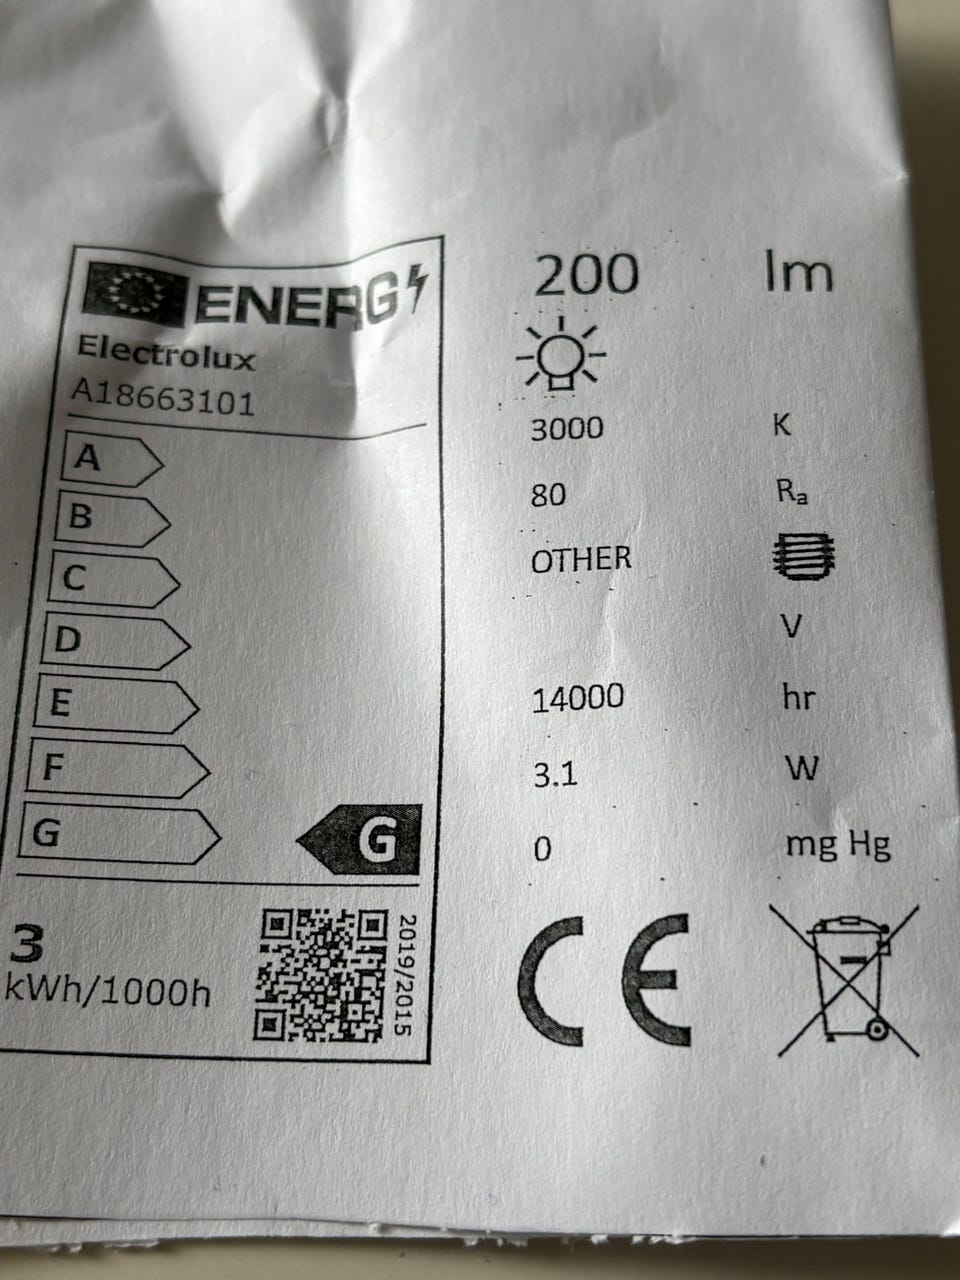 ENERG
Electrolux
A18663101
A
B
C
D
E
F
G
G
3
kWh/1000h
2019/2015
200 lm
3000 K
80 Ra
OTHER
V
14000 hr
3.1 W
0 mg Hg
CE